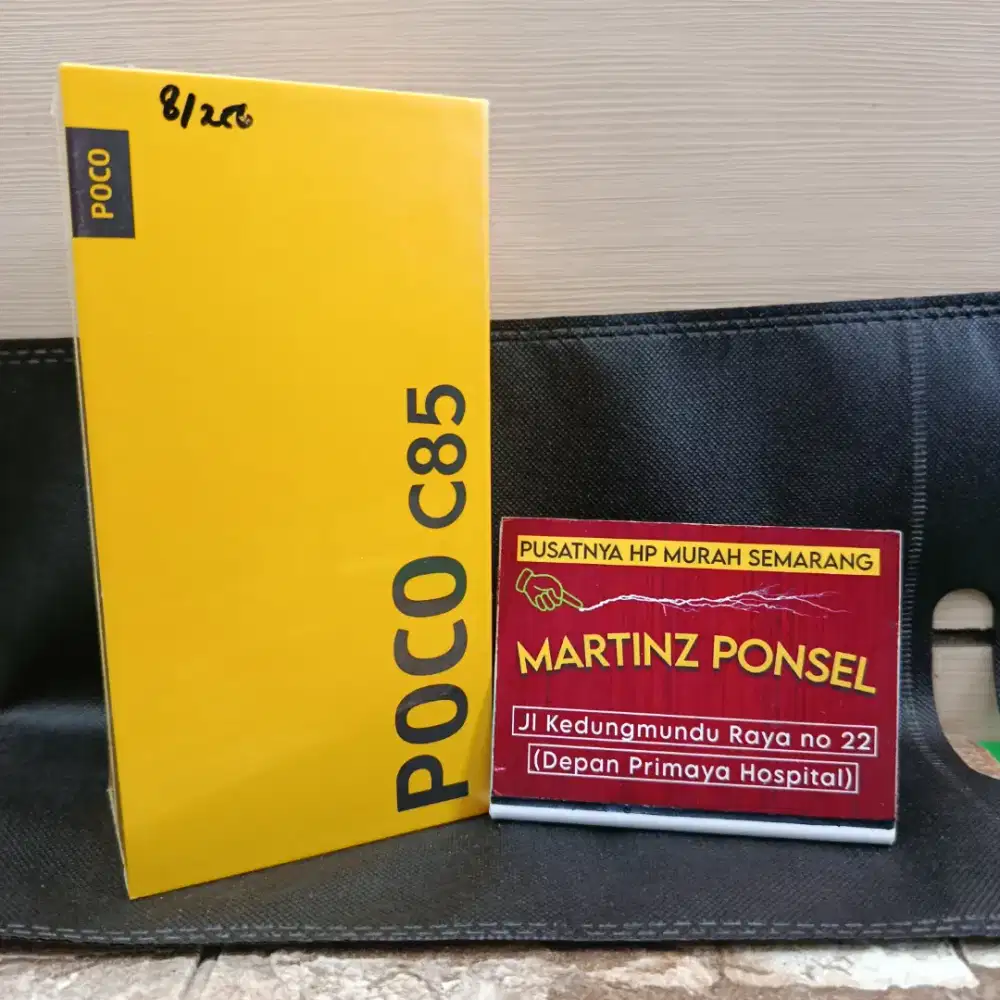 8/256
POCO
POCO C85
PUSATNYA HP MURAH SEMARANG
MARTINZ PONSEL
Jl Kedungmundu Raya no 22
(Depan Primaya Hospital)